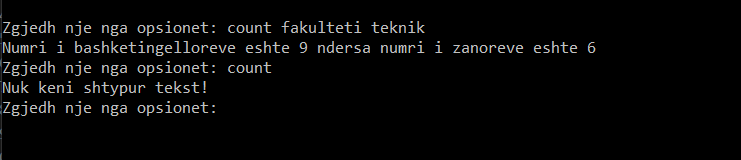 Zgjedh nje nga opsionet: count fakulteti teknik
Numri i bashketingelloreve eshte 9 ndersa numri i zanoreve eshte 6
Zgjedh nje nga opsionet: count
Nuk keni shtypur tekst!
Zgjedh nje nga opsionet: